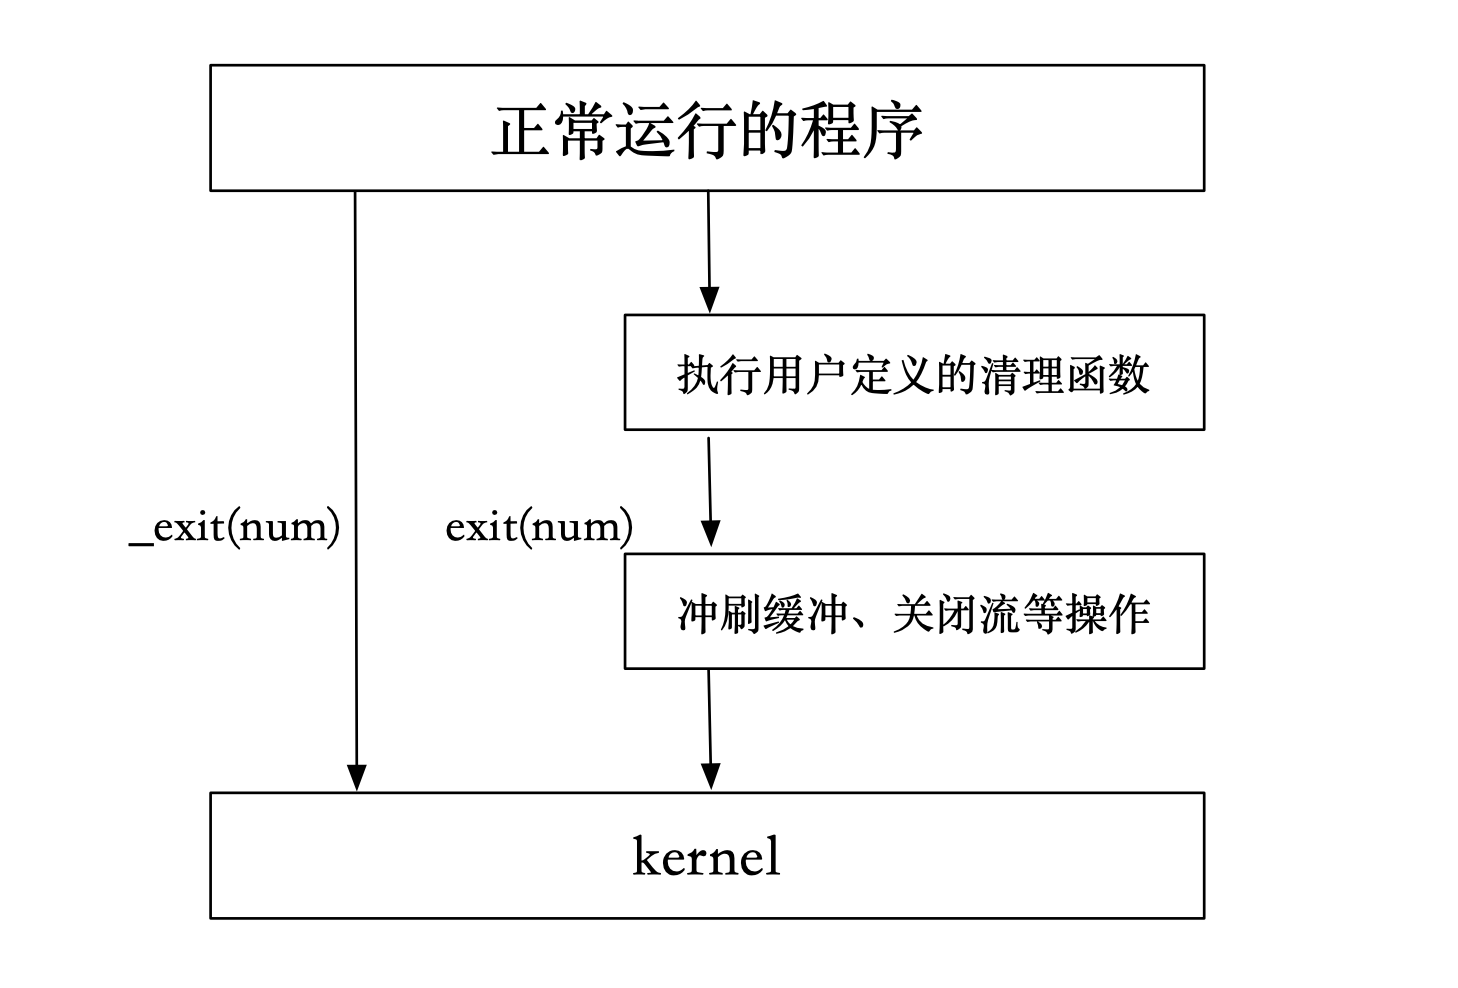 正常运行的程序
执行用户定义的清理函数
_exit(num)
exit(num)
冲刷缓冲、关闭流等操作
kernel